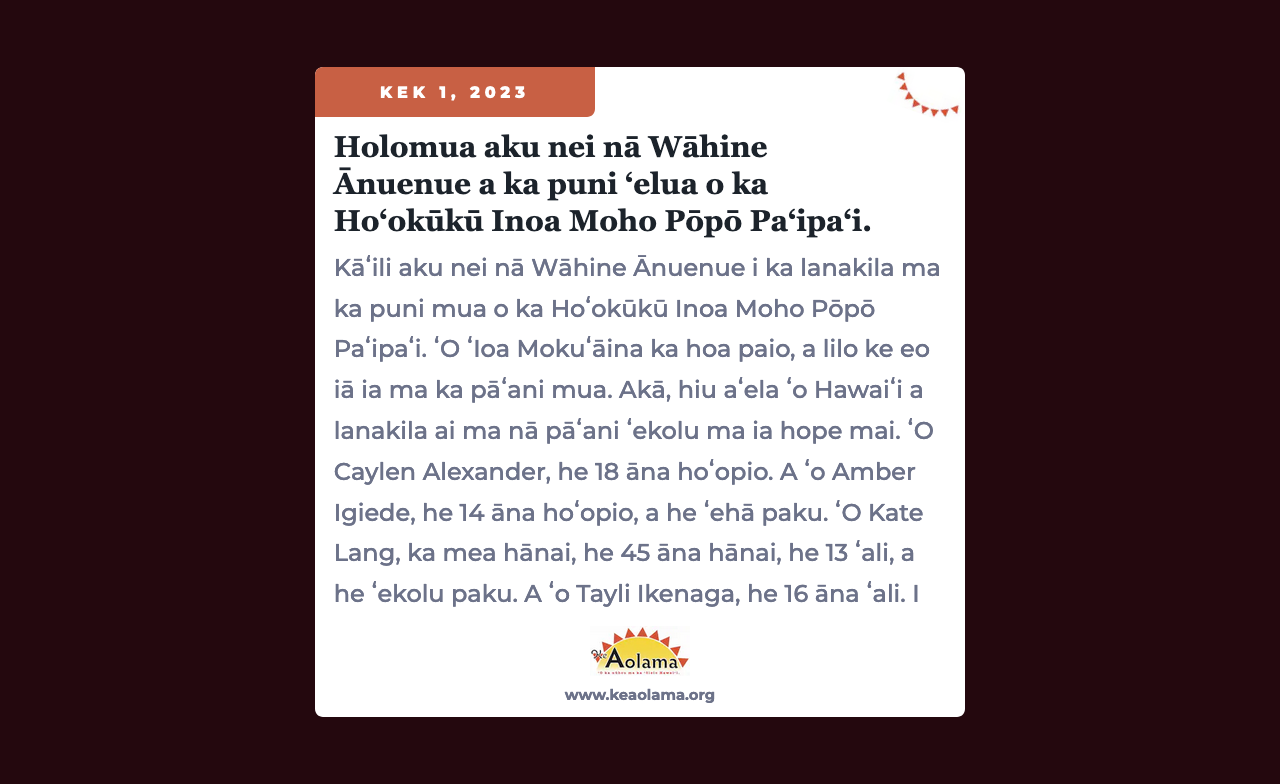 KEK 1, 2023
Holomua aku nei nā Wāhine
Ānuenue a ka puni ʻelua o ka
Hoʻokūkū Inoa Moho Pōpō Paʻipaʻi.
Kāʻili aku nei nā Wāhine Ānuenue i ka lanakila ma
ka puni mua o ka Hoʻokūkū Inoa Moho Pōpō
Paʻipaʻi. ʻO ʻIoa Mokuʻāina ka hoa paio, a lilo ke eo
iā ia ma ka pāʻani mua. Akā, hiu aʻela ʻo Hawaiʻi a
lanakila ai ma nā pāʻani ʻekolu ma ia hope mai. ʻO
Caylen Alexander, he 18 āna hoʻopio. A ʻo Amber
Igiede, he 14 āna hoʻopio, a he ʻehā paku. ʻO Kate
Lang, ka mea hānai, he 45 āna hānai, he 13 ʻali, a
he ʻekolu paku. A ʻo Tayli Ikenaga, he 16 āna ʻali. I
Aolama
www.keaolama.org